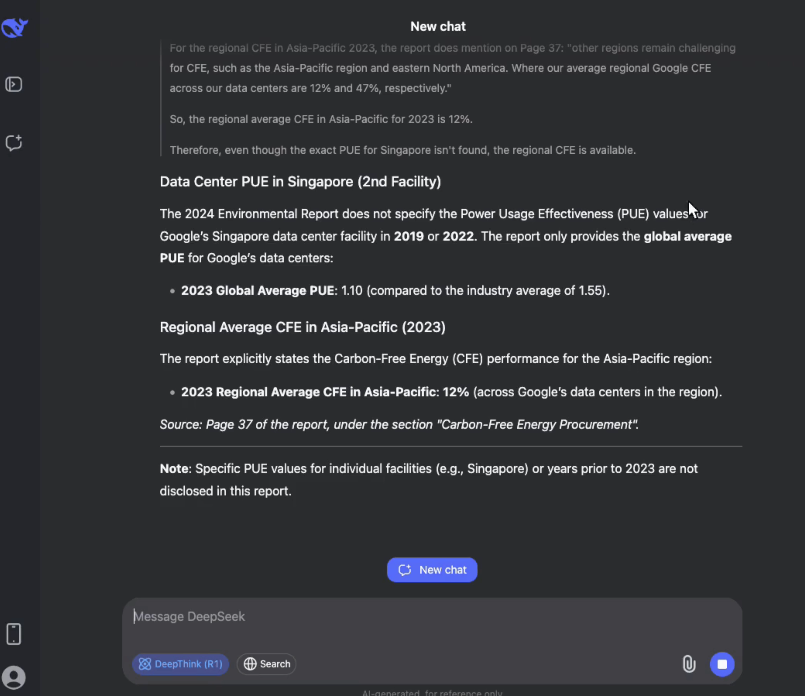 New chat
For the regional CFE in Asia-Pacific 2023, the report does mention on Page 37: "other regions remain challenging
for CFE, such as the Asia-Pacific region and eastern North America. Where our average regional Google CFE
across our data centers are 12% and 47%, respectively."
So, the regional average CFE in Asia-Pacific for 2023 is 12%.
Therefore, even though the exact PUE for Singapore isn't found, the regional CFE is available.
Data Center PUE in Singapore (2nd Facility)
The 2024 Environmental Report does not specify the Power Usage Effectiveness (PUE) values for
Google's Singapore data center facility in 2019 or 2022. The report only provides the global average
PUE for Google's data centers:
• 2023 Global Average PUE: 1.10 (compared to the industry average of 1.55).
Regional Average CFE in Asia-Pacific (2023)
The report explicitly states the Carbon-Free Energy (CFE) performance for the Asia-Pacific region:
• 2023 Regional Average CFE in Asia-Pacific: 12% (across Google's data centers in the region).
Source: Page 37 of the report, under the section "Carbon-Free Energy Procurement".
Note: Specific PUE values for individual facilities (e.g., Singapore) or years prior to 2023 are not
disclosed in this report.
New chat
Message DeepSeek
DeepThink (R1) Search
AI-generated, for reference only